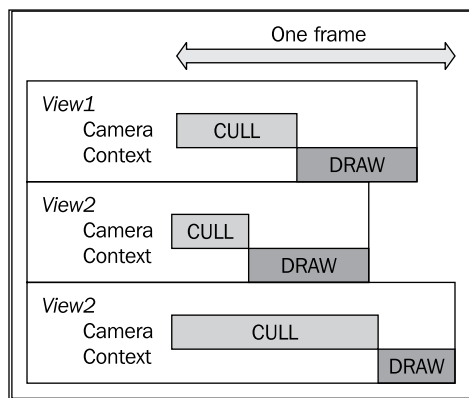 One frame
View1
Camera CULL
Context DRAW
View2
Camera CULL
Context DRAW
View2
Camera CULL
Context DRAW